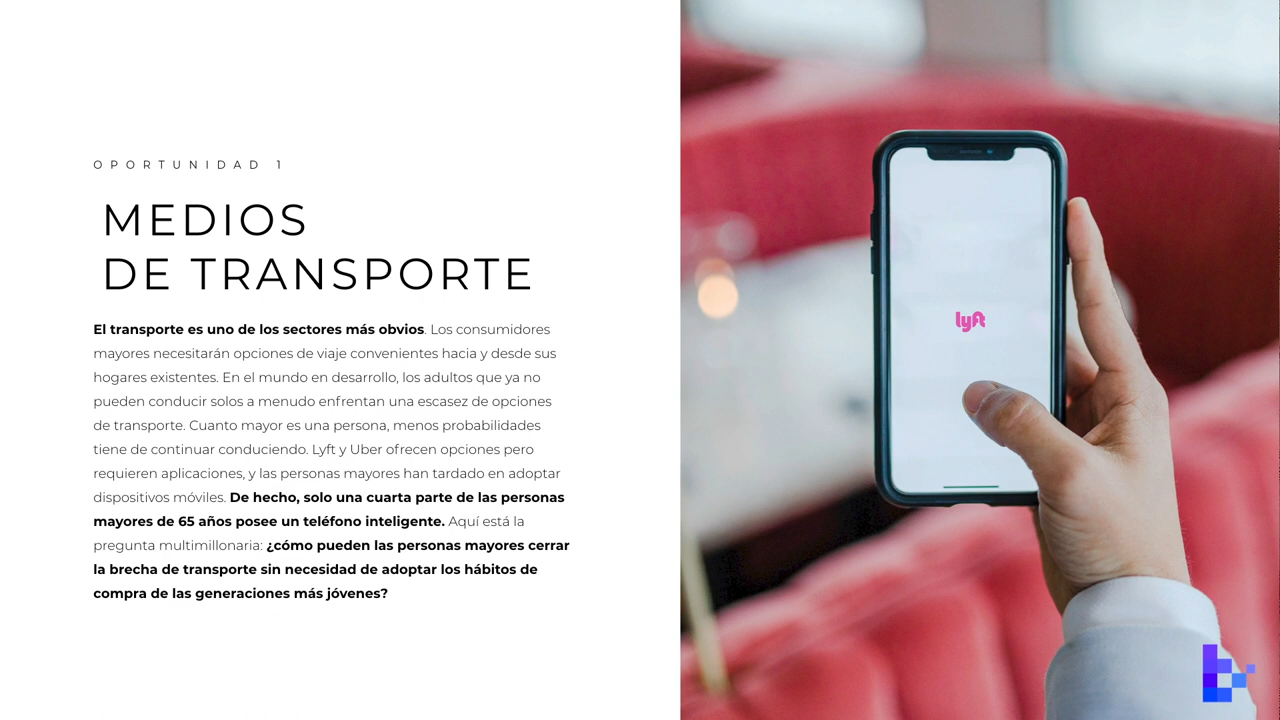 OPORTUNIDAD 1
MEDIOS
DE TRANSPORTE
El transporte es uno de los sectores más obvios. Los consumidores
mayores necesitarán opciones de viaje convenientes hacia y desde sus
hogares existentes. En el mundo en desarrollo, los adultos que ya no
pueden conducir solos a menudo enfrentan una escasez de opciones
de transporte. Cuanto mayor es una persona, menos probabilidades
tiene de continuar conduciendo. Lyft y Uber ofrecen opciones pero
requieren aplicaciones, y las personas mayores han tardado en adoptar
dispositivos móviles. De hecho, solo una cuarta parte de las personas
mayores de 65 años posee un teléfono inteligente. Aquí está la
pregunta multimillonaria: ¿cómo pueden las personas mayores cerrar
la brecha de transporte sin necesidad de adoptar los hábitos de
compra de las generaciones más jóvenes?
lyft